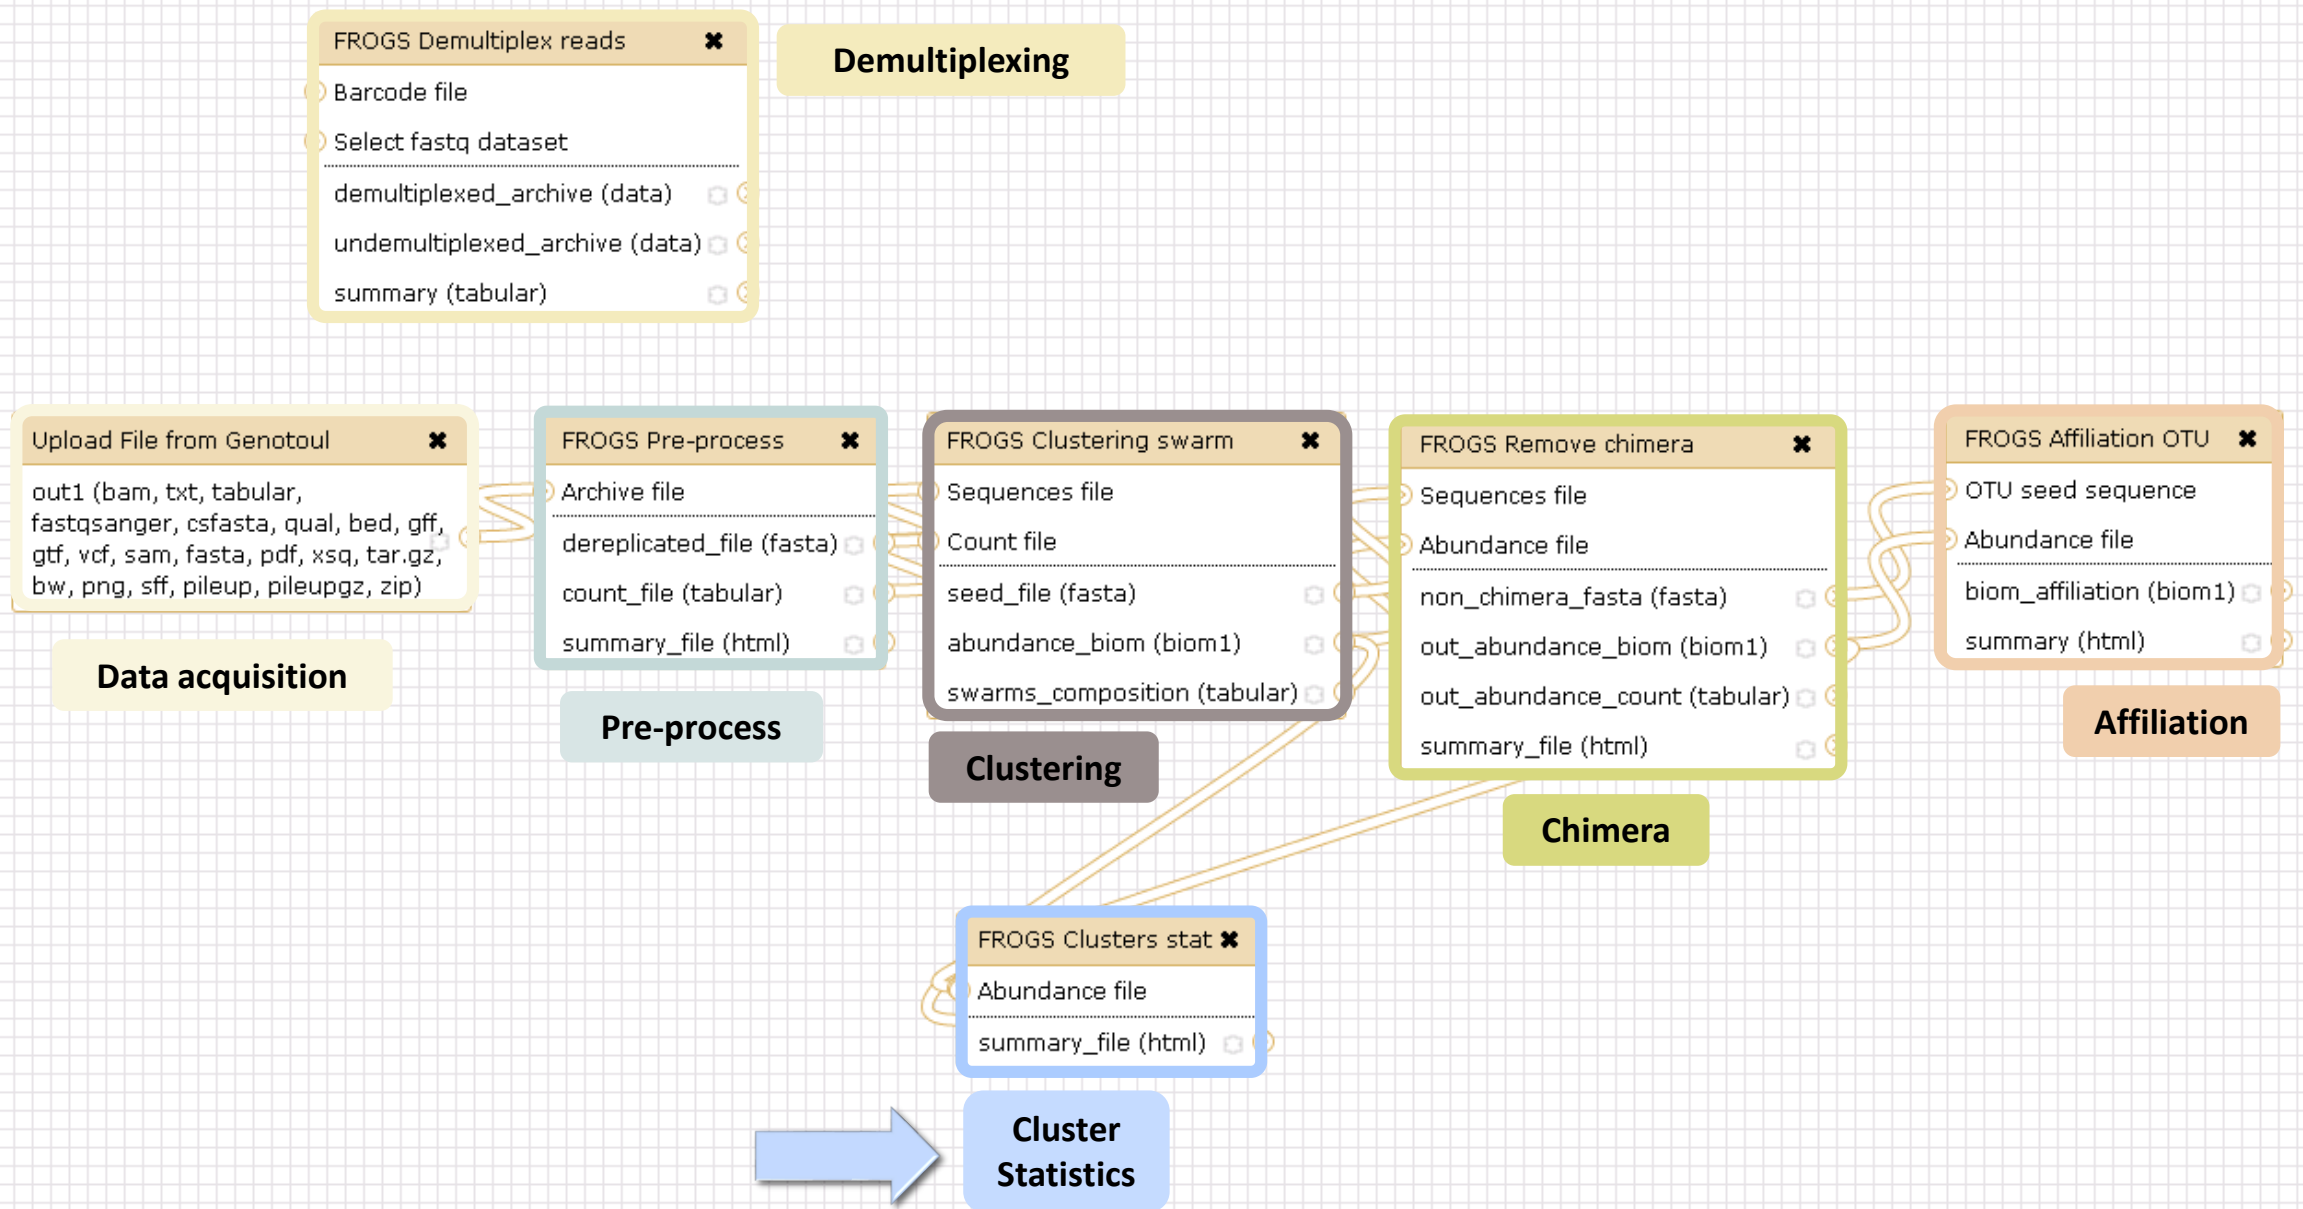 FROGS Demultiplex reads ✖
Barcode file
Select fastq dataset
demultiplexed_archive (data)
undemultiplexed_archive (data)
summary (tabular)
Demultiplexing
Upload File from Genotoul ✖
out1 (bam, txt, tabular,
fastqsanger, csfasta, qual, bed, gff,
gtf, vcf, sam, fasta, pdf, xsq, tar.gz,
bw, png, sff, pileup, pileupgz, zip)
Data acquisition
FROGS Pre-process ✖
Archive file
dereplicated_file (fasta)
count_file (tabular)
summary_file (html)
Pre-process
FROGS Clustering swarm ✖
Sequences file
Count file
seed_file (fasta)
abundance_biom (biom1)
swarms_composition (tabular)
Clustering
FROGS Remove chimera ✖
Sequences file
Abundance file
non_chimera_fasta (fasta)
out_abundance_biom (biom1)
out_abundance_count (tabular)
summary_file (html)
Chimera
FROGS Affiliation OTU ✖
OTU seed sequence
Abundance file
biom_affiliation (biom1)
summary (html)
Affiliation
FROGS Clusters stat ✖
Abundance file
summary_file (html)
Cluster
Statistics